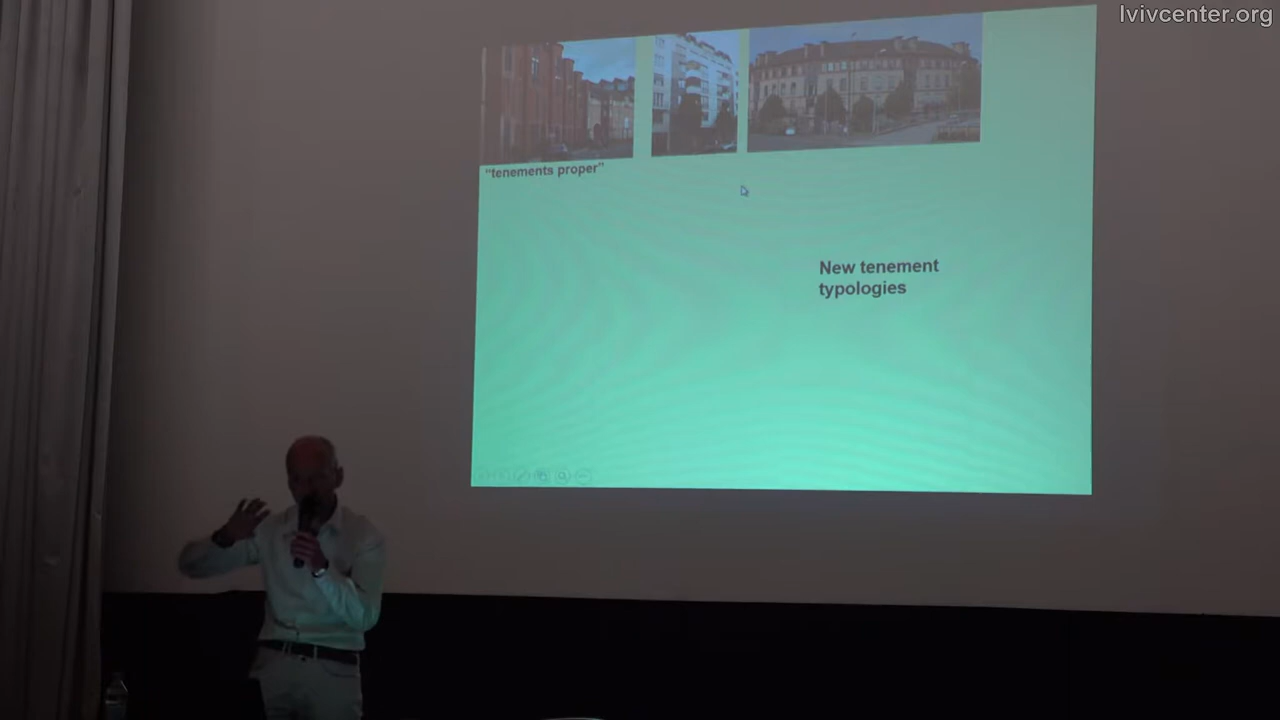 lvivcenter.org
“tenements proper”
New tenement
typologies